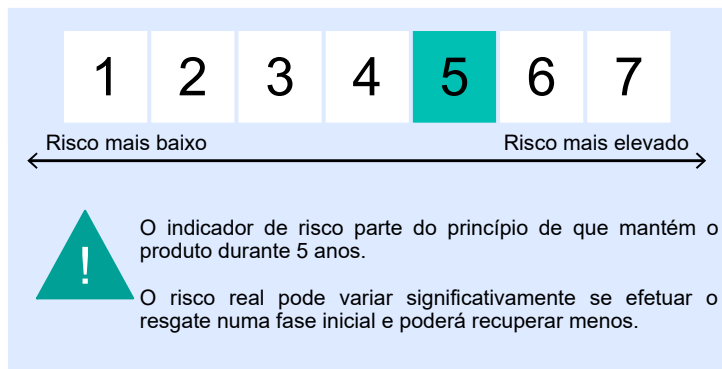 1 2 3 4 5 6 7
Risco mais baixo Risco mais elevado
!
O indicador de risco parte do princípio de que mantém o
produto durante 5 anos.
O risco real pode variar significativamente se efetuar o
resgate numa fase inicial e poderá recuperar menos.